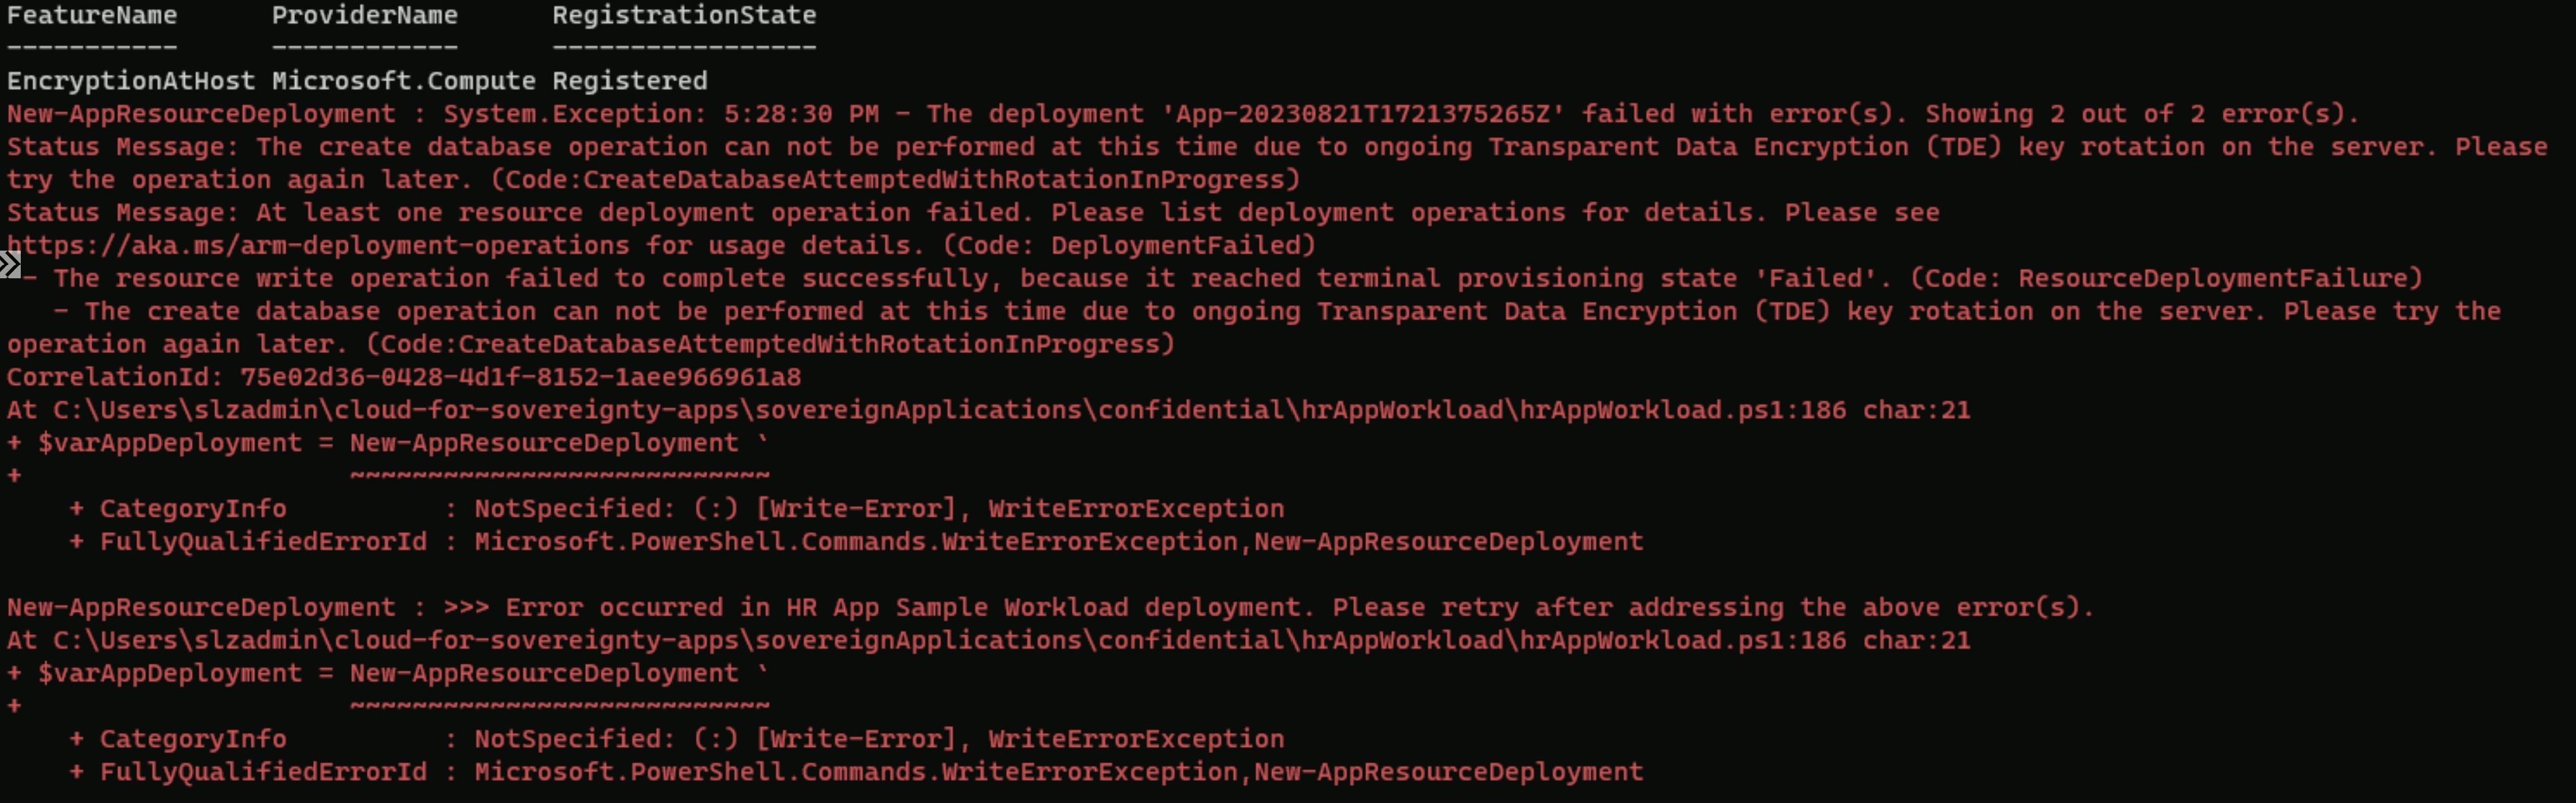 FeatureName      ProviderName      RegistrationState
-----------      ------------      -----------------
EncryptionAtHost Microsoft.Compute Registered
New-AppResourceDeployment : System.Exception: 5:28:30 PM - The deployment 'App-20230821T1721375265Z' failed with error(s). Showing 2 out of 2 error(s).
Status Message: The create database operation can not be performed at this time due to ongoing Transparent Data Encryption (TDE) key rotation on the server. Please
try the operation again later. (Code:CreateDatabaseAttemptedWithRotationInProgress)
Status Message: At least one resource deployment operation failed. Please list deployment operations for details. Please see
https://aka.ms/arm-deployment-operations for usage details. (Code: DeploymentFailed)
 - The resource write operation failed to complete successfully, because it reached terminal provisioning state 'Failed'. (Code: ResourceDeploymentFailure)
   - The create database operation can not be performed at this time due to ongoing Transparent Data Encryption (TDE) key rotation on the server. Please try the
operation again later. (Code:CreateDatabaseAttemptedWithRotationInProgress)
CorrelationId: 75e02d36-0428-4d1f-8152-1aee966961a8
At C:\Users\slzadmin\cloud-for-sovereignty-apps\sovereignApplications\confidential\hrAppWorkload\hrAppWorkload.ps1:186 char:21
+ $varAppDeployment = New-AppResourceDeployment `
+                     ~~~~~~~~~~~~~~~~~~~~~~~~~~~
    + CategoryInfo          : NotSpecified: (:) [Write-Error], WriteErrorException
    + FullyQualifiedErrorId : Microsoft.PowerShell.Commands.WriteErrorException,New-AppResourceDeployment

New-AppResourceDeployment : >>> Error occurred in HR App Sample Workload deployment. Please retry after addressing the above error(s).
At C:\Users\slzadmin\cloud-for-sovereignty-apps\sovereignApplications\confidential\hrAppWorkload\hrAppWorkload.ps1:186 char:21
+ $varAppDeployment = New-AppResourceDeployment `
+                     ~~~~~~~~~~~~~~~~~~~~~~~~~~~
    + CategoryInfo          : NotSpecified: (:) [Write-Error], WriteErrorException
    + FullyQualifiedErrorId : Microsoft.PowerShell.Commands.WriteErrorException,New-AppResourceDeployment